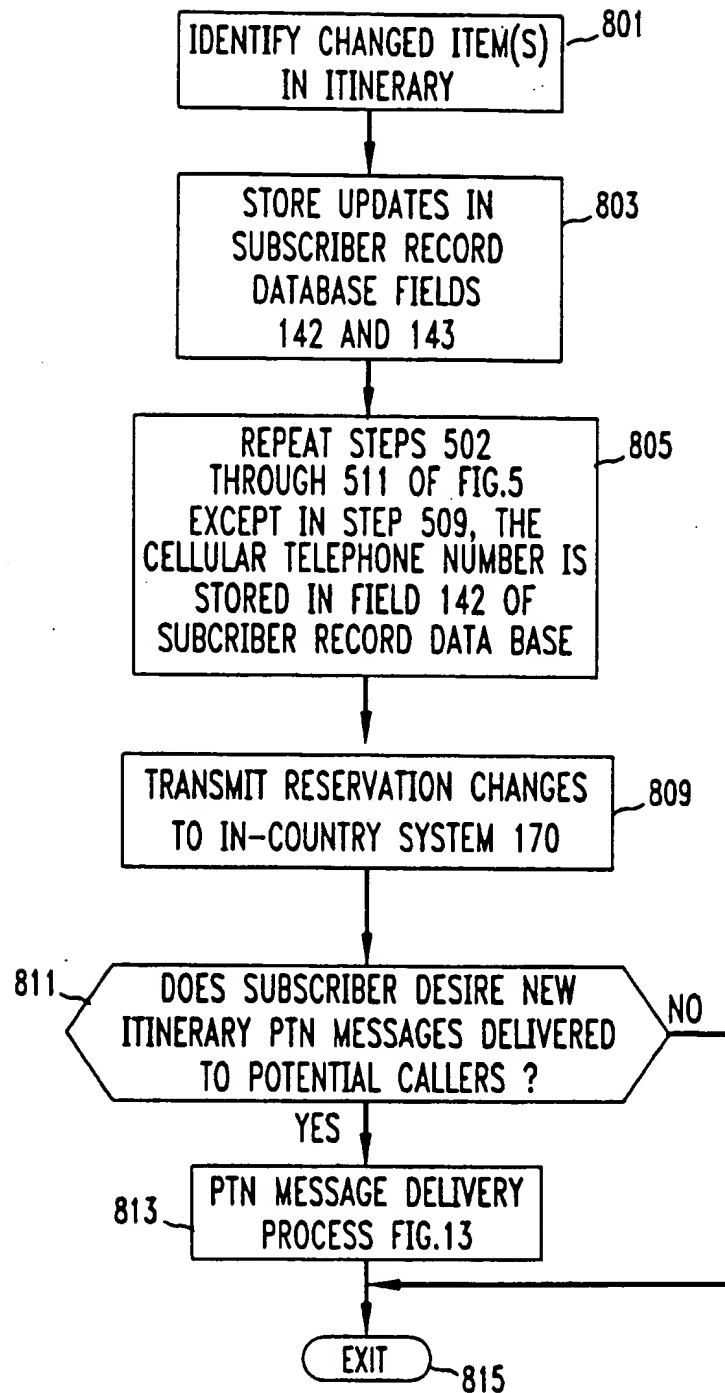 IDENTIFY CHANGED ITEM(S)
IN ITINERARY
801
STORE UPDATES IN
SUBSCRIBER RECORD
DATABASE FIELDS
142 AND 143
803
REPEAT STEPS 502
THROUGH 511 OF FIG.5
EXCEPT IN STEP 509, THE
CELLULAR TELEPHONE NUMBER IS
STORED IN FIELD 142 OF
SUBCRIBER RECORD DATA BASE
805
TRANSMIT RESERVATION CHANGES
TO IN-COUNTRY SYSTEM 170
809
811
DOES SUBSCRIBER DESIRE NEW
ITINERARY PTN MESSAGES DELIVERED
TO POTENTIAL CALLERS ?
NO
YES
813
PTN MESSAGE DELIVERY
PROCESS FIG.13
EXIT
815